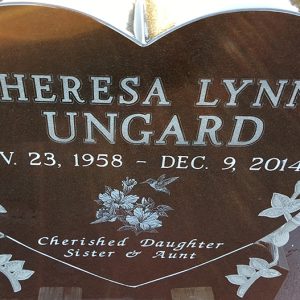 HERESA LYNN
UNGARD
V. 23, 1958 - DEC. 9, 2014
Cherished Daughter
Sister & Aunt